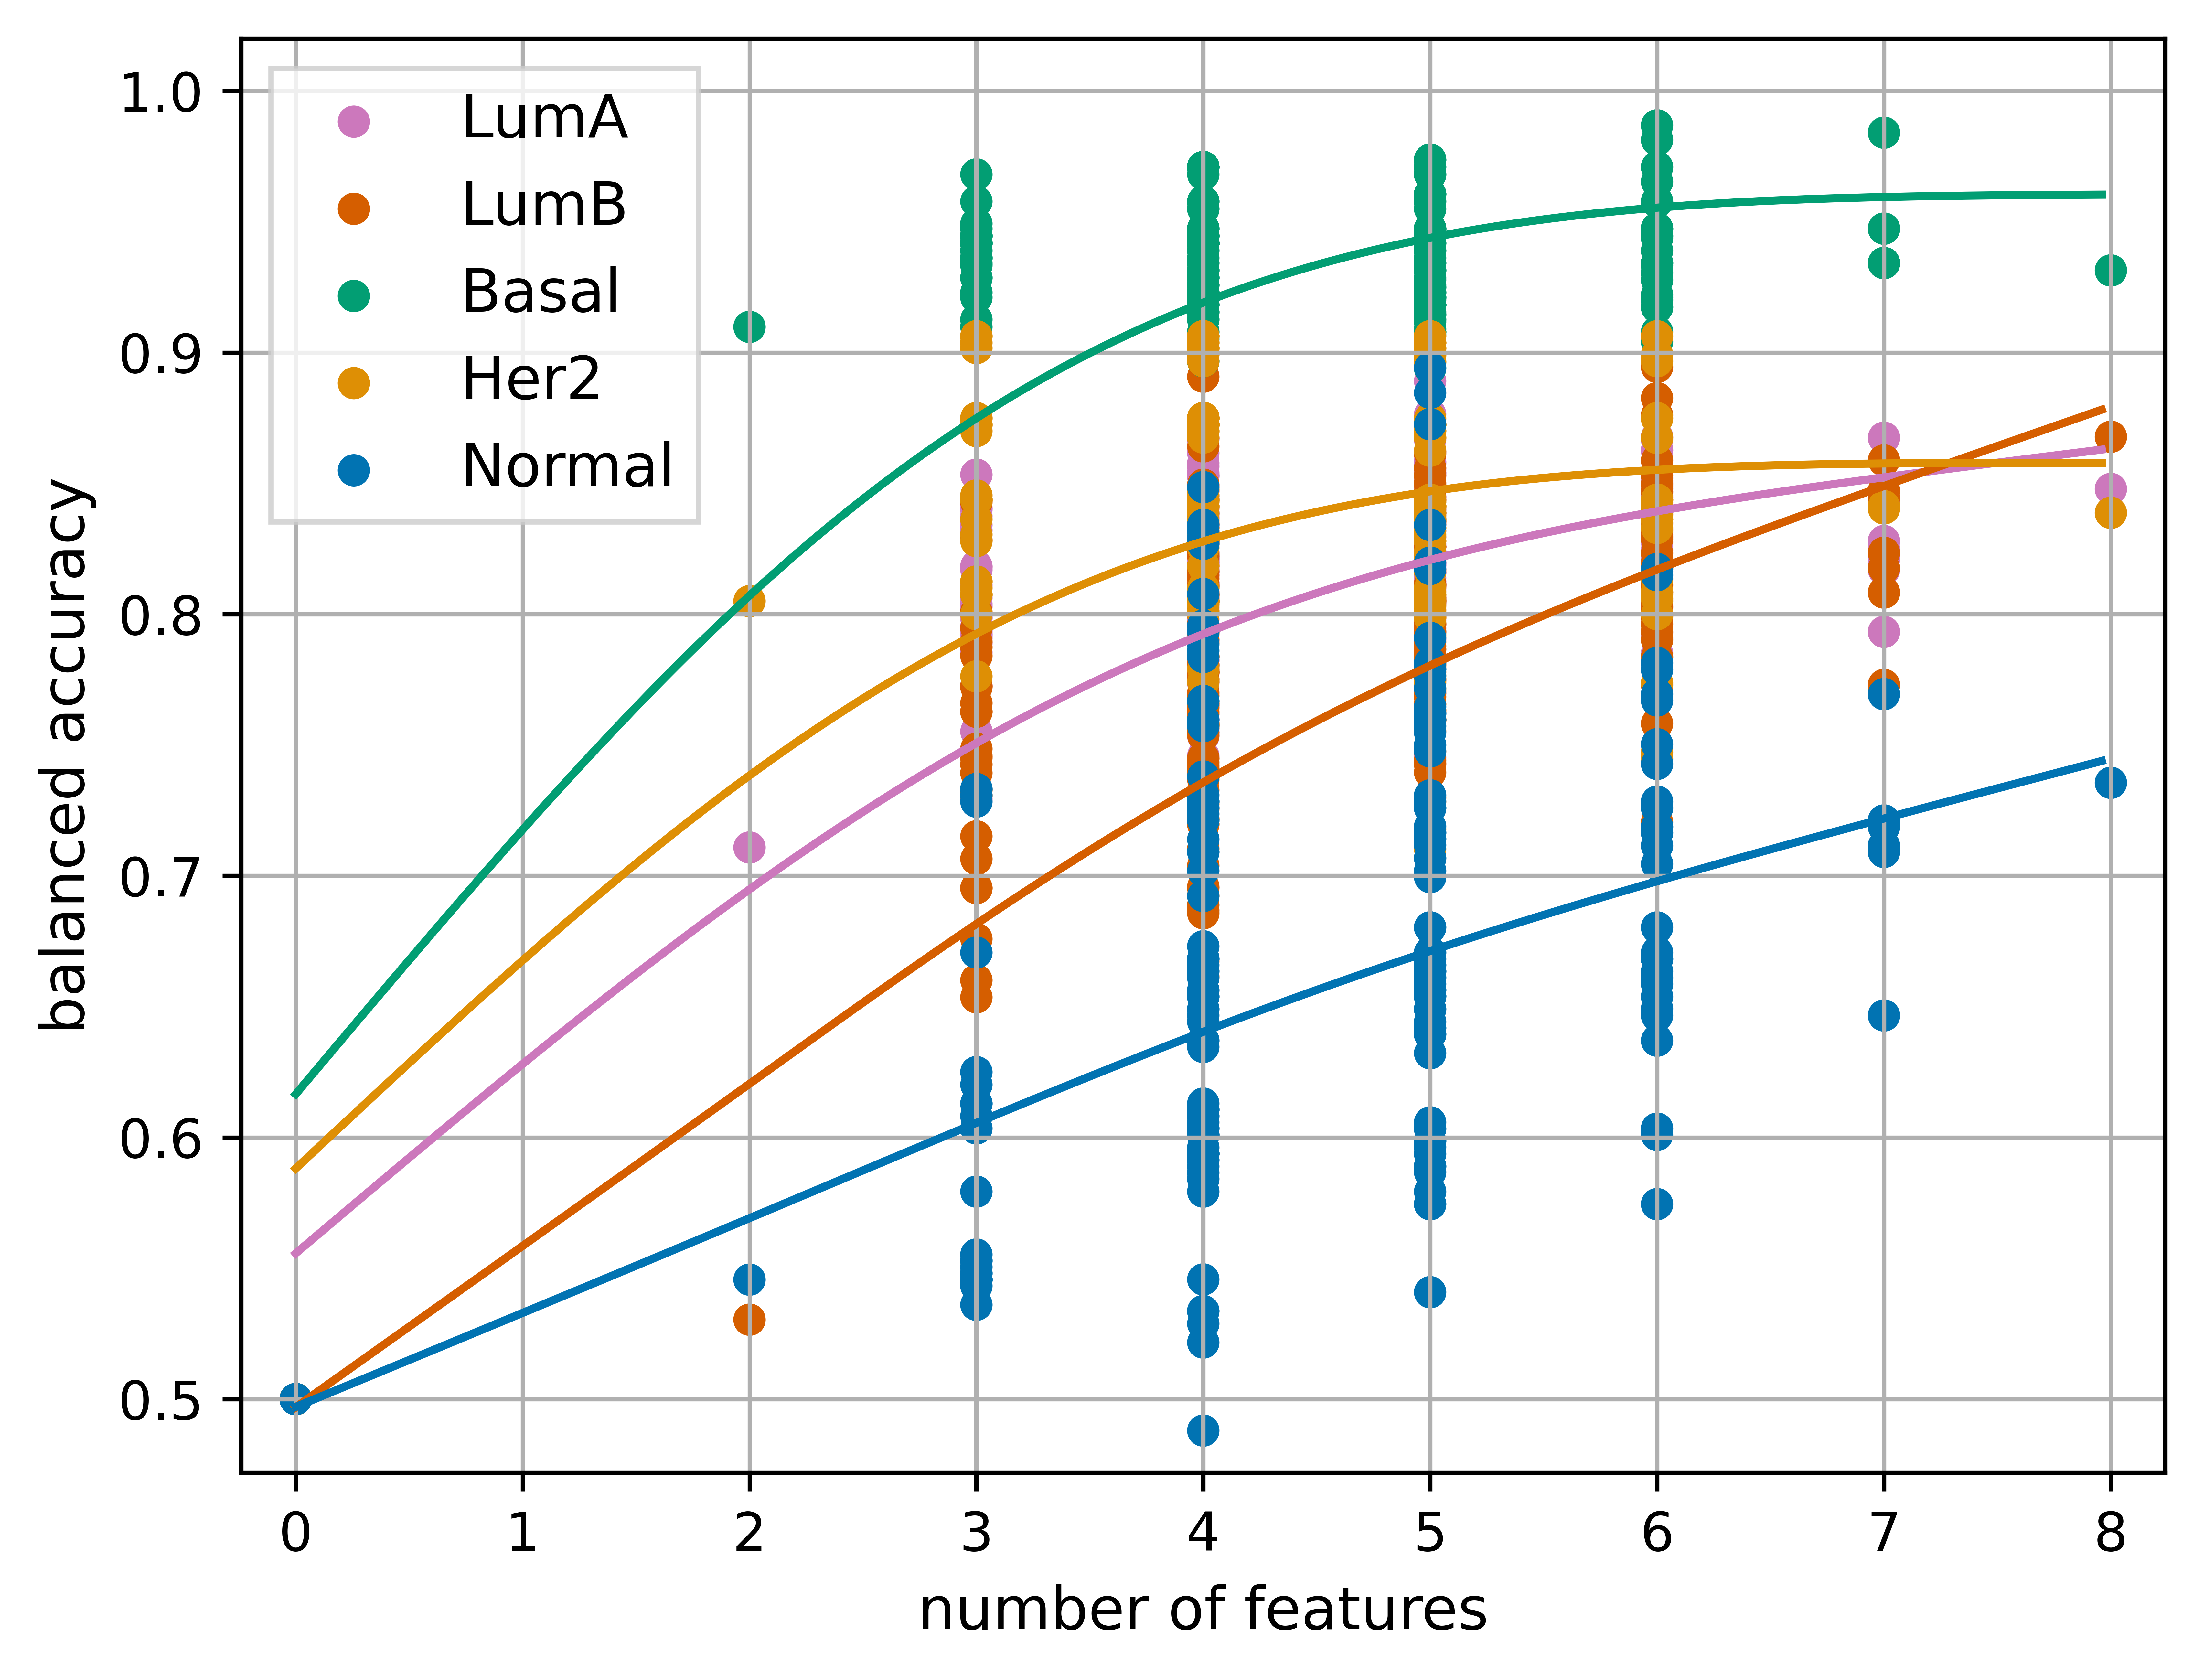 1.0
0.9
0.8
0.7
0.6
0.5
balanced accuracy
LumA
LumB
Basal
Her2
Normal
0 1 2 3 4 5 6 7 8
number of features